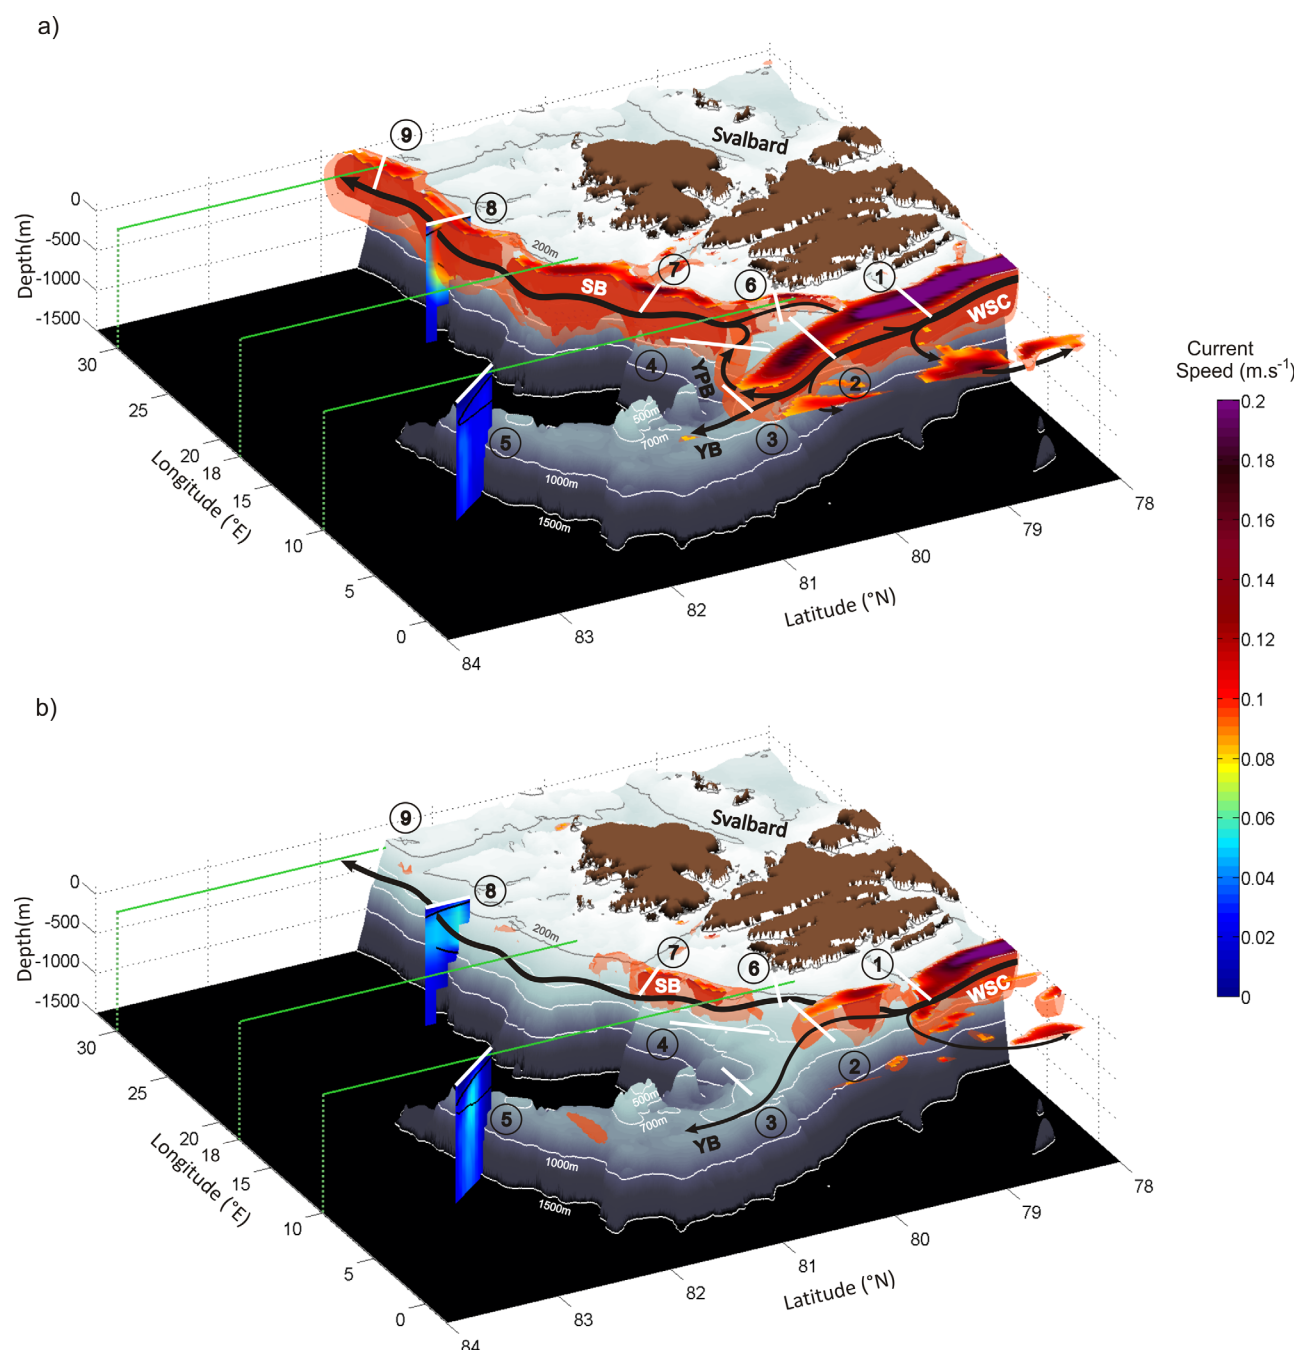 a)
Svalbard
9
8
200m
7
6
1
SB
WSC
Depth(m)
0
-500
-1000
-1500
4
YPB
2
500m
700m
3
5
YB
1000m
1500m
30
25
20
18
15
10
5
0
Longitude (°E)
78
79
80
81
82
83
84
Latitude (°N)
Current
Speed (m.s⁻¹)
0.2
0.18
0.16
0.14
0.12
0.1
0.08
0.06
0.04
0.02
0
b)
Svalbard
9
8
200m
7
6
1
SB
WSC
Depth(m)
0
-500
-1000
-1500
4
2
500m
700m
3
5
YB
1000m
1500m
30
25
20
18
15
10
5
0
Longitude (°E)
78
79
80
81
82
83
84
Latitude (°N)